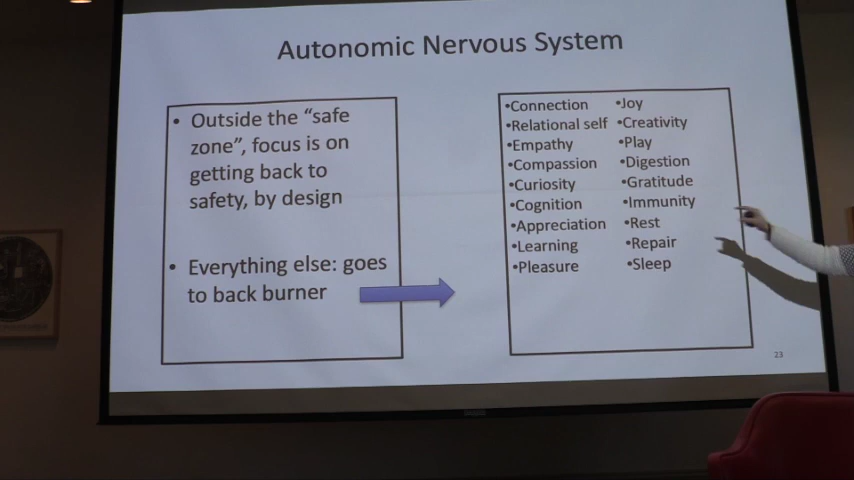 Autonomic Nervous System
• Outside the “safe
zone”, focus is on
getting back to
safety, by design
• Everything else: goes
to back burner
•Connection
•Relational self
•Empathy
•Compassion
•Curiosity
•Cognition
•Appreciation
•Learning
•Pleasure
•Joy
•Creativity
•Play
•Digestion
•Gratitude
•Immunity
•Rest
•Repair
•Sleep
23